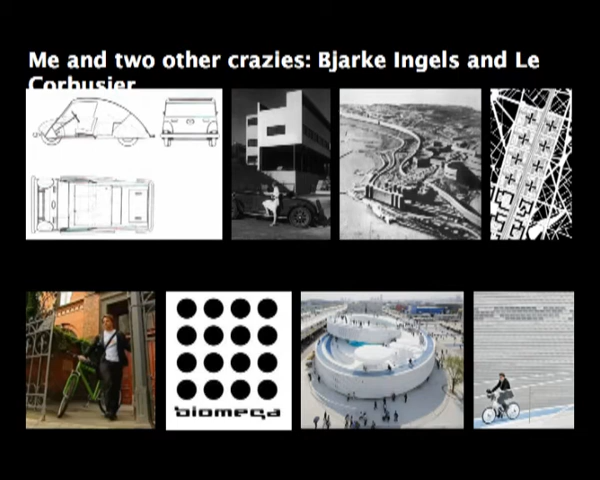 Me and two other crazies: Bjarke Ingels and Le
Corbusier
biomega